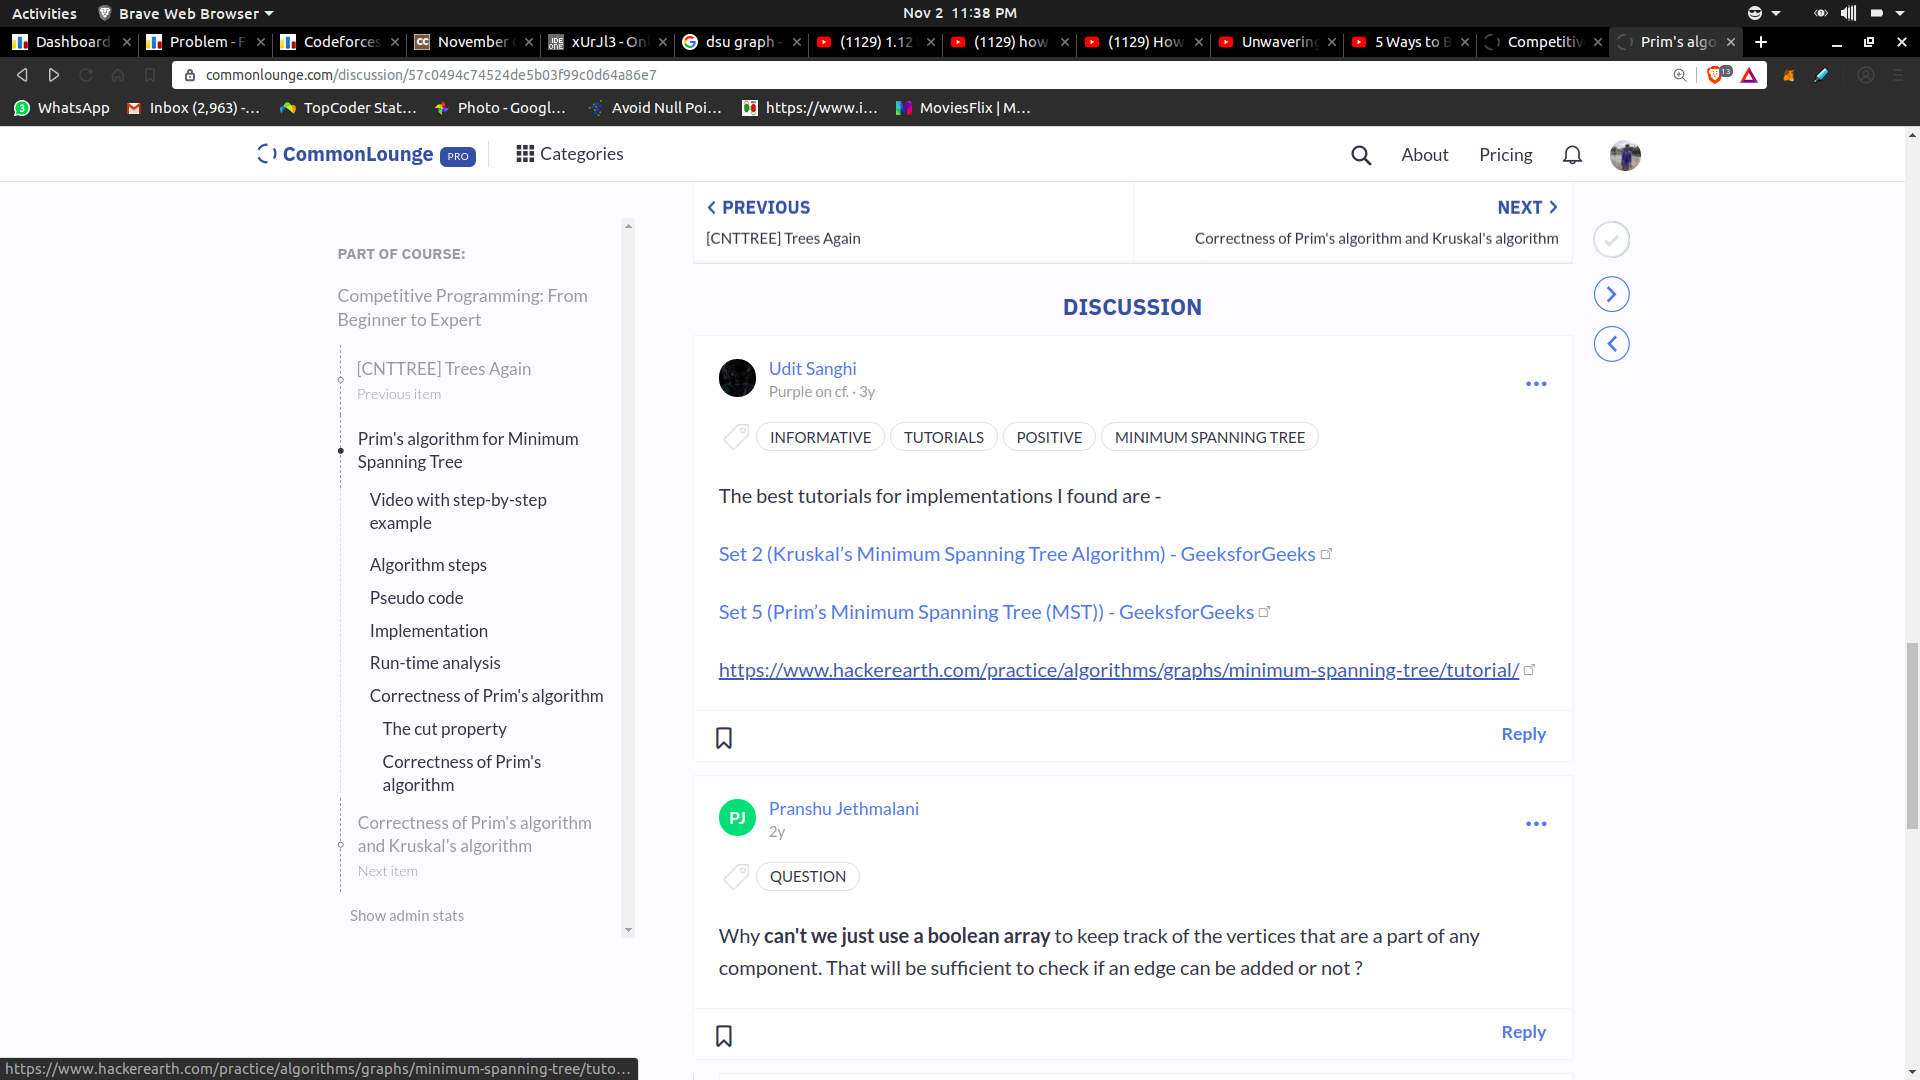 Activities Brave Web Browser Nov 2 11:38 PM
Dashboard Problem - F Codeforces November xUrJl3 - Onl dsu graph - (1129) 1.12 (1129) how (1129) How Unwavering 5 Ways to B Competitiv Prim's algo
commonlounge.com/discussion/57c0494c74524de5b03f99c0d64a86e7 13
WhatsApp Inbox (2,963) -... TopCoder Stat... Photo - Googl... Avoid Null Poi... https://www.i... MoviesFlix | M...
CommonLounge PRO Categories About Pricing
PREVIOUS NEXT
[CNTTREE] Trees Again Correctness of Prim's algorithm and Kruskal's algorithm
PART OF COURSE:
Competitive Programming: From
Beginner to Expert
[CNTTREE] Trees Again
Previous item
Prim's algorithm for Minimum
Spanning Tree
Video with step-by-step
example
Algorithm steps
Pseudo code
Implementation
Run-time analysis
Correctness of Prim's algorithm
The cut property
Correctness of Prim's
algorithm
Correctness of Prim's algorithm
and Kruskal's algorithm
Next item
Show admin stats
DISCUSSION
Udit Sanghi
Purple on cf. · 3y
INFORMATIVE TUTORIALS POSITIVE MINIMUM SPANNING TREE
The best tutorials for implementations I found are -
Set 2 (Kruskal’s Minimum Spanning Tree Algorithm) - GeeksforGeeks
Set 5 (Prim’s Minimum Spanning Tree (MST)) - GeeksforGeeks
https://www.hackerearth.com/practice/algorithms/graphs/minimum-spanning-tree/tutorial/
Reply
PJ Pranshu Jethmalani
2y
QUESTION
Why can't we just use a boolean array to keep track of the vertices that are a part of any
component. That will be sufficient to check if an edge can be added or not ?
Reply
https://www.hackerearth.com/practice/algorithms/graphs/minimum-spanning-tree/tuto...